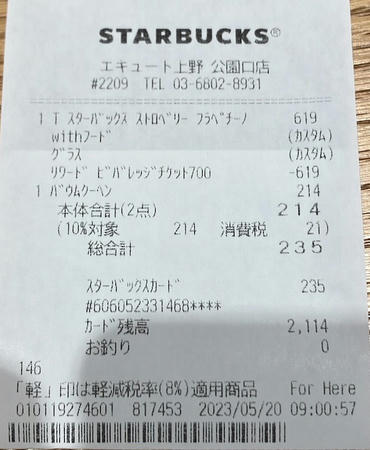 STARBUCKS®
エキュート上野 公園口店
#2209 TEL 03-6802-8931
1 T スターバックス ストロベリー フラペチーノ 619
withフード (カスタム)
グラス (カスタム)
リワード ビバレッジチケット700 -619
1 バウムクーヘン 214
本体合計(2点) 214
(10%対象 214 消費税 21)
総合計 235
スターバックスカード 235
#606052331468****
カード残高 2,114
お釣り 0
146
「軽」印は軽減税率(8%)適用商品 For Here
010119274601 817453 2023/05/20 09:00:57